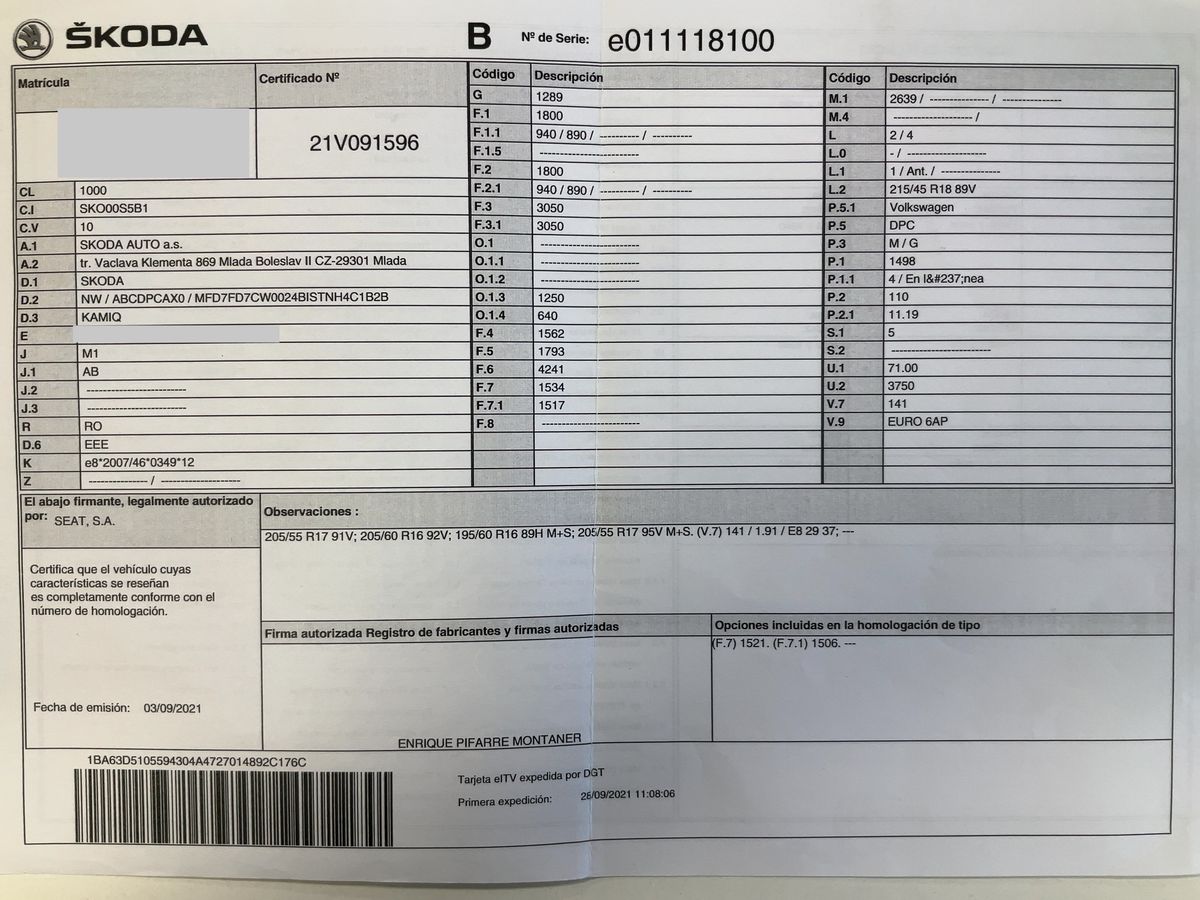 ŠKODA
B Nº de Serie: e011118100
Matrícula
Certificado Nº
21V091596
CL 1000
C.I SKO00S5B1
C.V 10
A.1 SKODA AUTO a.s.
A.2 tr. Vaclava Klementa 869 Mlada Boleslav II CZ-29301 Mlada
D.1 SKODA
D.2 NW / ABCDPCAX0 / MFD7FD7CW0024BISTNH4C1B2B
D.3 KAMIQ
E
J M1
J.1 AB
J.2 -------------------------
J.3 -------------------------
R RO
D.6 EEE
K e8*2007/46*0349*12
Z --------------- / --------------------
Código Descripción
G 1289
F.1 1800
F.1.1 940 / 890 / ---------- / ----------
F.1.5 -------------------------
F.2 1800
F.2.1 940 / 890 / ---------- / ----------
F.3 3050
F.3.1 3050
O.1 -------------------------
O.1.1 -------------------------
O.1.2 -------------------------
O.1.3 1250
O.1.4 640
F.4 1562
F.5 1793
F.6 4241
F.7 1534
F.7.1 1517
F.8 -------------------------
Código Descripción
M.1 2639 / --------------- / ---------------
M.4 -------------------- /
L 2 / 4
L.0 - / --------------------
L.1 1 / Ant. / ---------------
L.2 215/45 R18 89V
P.5.1 Volkswagen
P.5 DPC
P.3 M / G
P.1 1498
P.1.1 4 / En l&#237;nea
P.2 110
P.2.1 11.19
S.1 5
S.2 -------------------------
U.1 71.00
U.2 3750
V.7 141
V.9 EURO 6AP
El abajo firmante, legalmente autorizado
por: SEAT, S.A.
Certifica que el vehículo cuyas
características se reseñan
es completamente conforme con el
número de homologación.
Fecha de emisión: 03/09/2021
Observaciones :
205/55 R17 91V; 205/60 R16 92V; 195/60 R16 89H M+S; 205/55 R17 95V M+S. (V.7) 141 / 1.91 / E8 29 37; ---
Firma autorizada Registro de fabricantes y firmas autorizadas
ENRIQUE PIFARRE MONTANER
Opciones incluidas en la homologación de tipo
(F.7) 1521. (F.7.1) 1506. ---
1BA63D5105594304A4727014892C176C
Tarjeta eITV expedida por DGT
Primera expedición: 28/09/2021 11:08:06